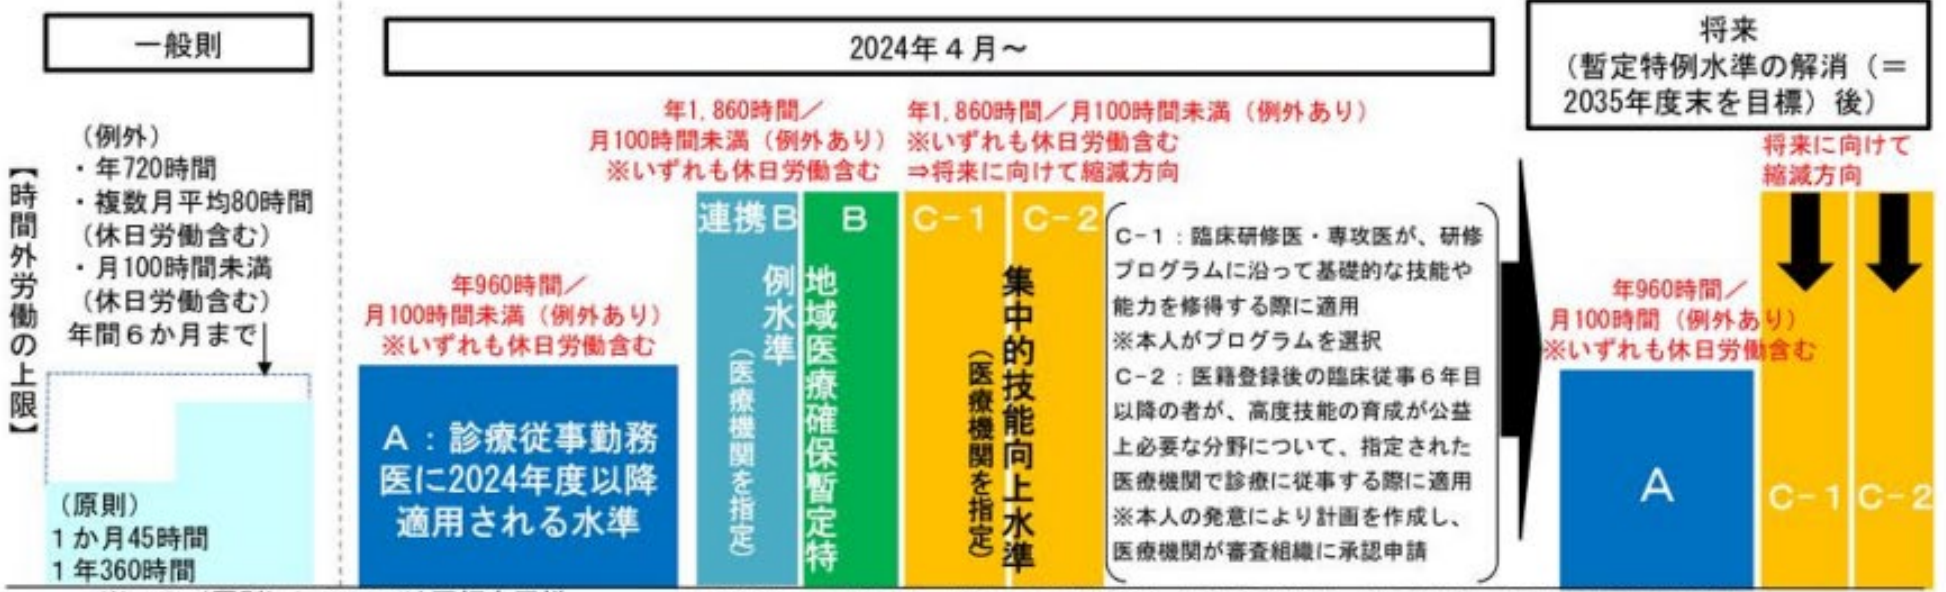 一般則
【時間外労働の上限】
（例外）
・年720時間
・複数月平均80時間
（休日労働含む）
・月100時間未満
（休日労働含む）
年間６か月まで
（原則）
１か月45時間
１年360時間
2024年４月～
年960時間／
月100時間未満（例外あり）
※いずれも休日労働含む
Ａ：診療従事勤務
医に2024年度以降
適用される水準
年1,860時間／
月100時間未満（例外あり）
※いずれも休日労働含む
連携Ｂ
Ｂ
地域医療確保暫定特
例水準
（医療機関を指定）
年1,860時間／月100時間未満（例外あり）
※いずれも休日労働含む
⇒将来に向けて縮減方向
Ｃ-１
Ｃ-２
集中的技能向上水準
（医療機関を指定）
Ｃ-１：臨床研修医・専攻医が、研修
プログラムに沿って基礎的な技能や
能力を修得する際に適用
※本人がプログラムを選択
Ｃ-２：医籍登録後の臨床従事６年目
以降の者が、高度技能の育成が公益
上必要な分野について、指定された
医療機関で診療に従事する際に適用
※本人の発意により計画を作成し、
医療機関が審査組織に承認申請
将来
（暫定特例水準の解消（＝
2035年度末を目標）後）
将来に向けて
縮減方向
年960時間／
月100時間（例外あり）
※いずれも休日労働含む
Ａ
Ｃ-１
Ｃ-２